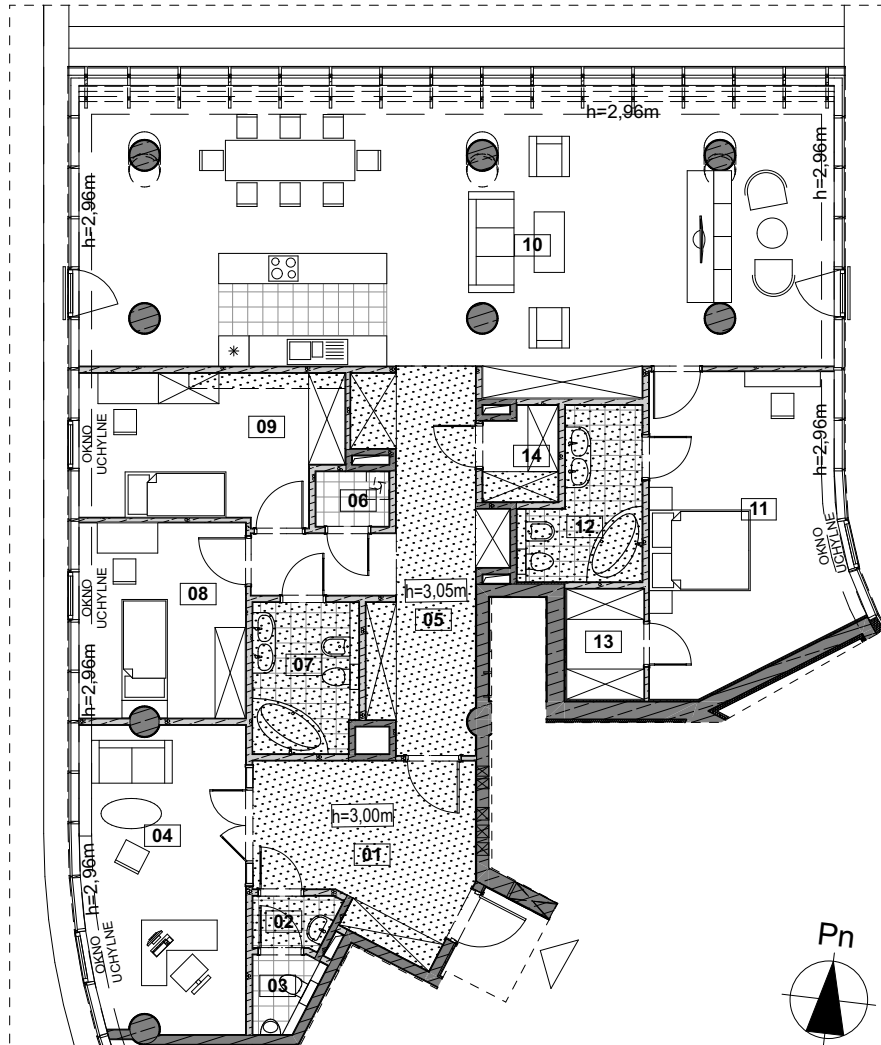 h=2,96m
h=2,96m
h=2,96m
10
09
OKNO
UCHYLNE
14
h=2,96m
06
11
12
OKNO
UCHYLNE
OKNO
UCHYLNE
08
h=3,05m
05
07
13
h=2,96m
h=3,00m
04
01
h=2,96m
02
OKNO
UCHYLNE
03
Pn